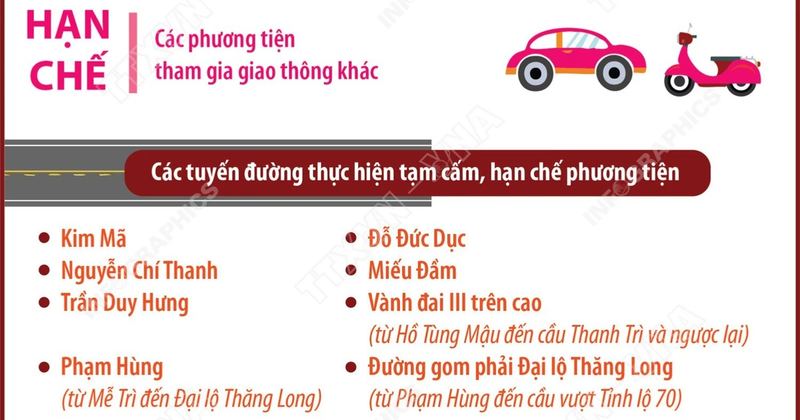 HẠN
CHẾ
Các phương tiện
tham gia giao thông khác
Các tuyến đường thực hiện tạm cấm, hạn chế phương tiện
Kim Mã
Nguyễn Chí Thanh
Trần Duy Hưng
Phạm Hùng
(từ Mễ Trì đến Đại lộ Thăng Long)
Đỗ Đức Dục
Miếu Đầm
Vành đai III trên cao
(từ Hồ Tùng Mậu đến cầu Thanh Trì và ngược lại)
Đường gom phải Đại lộ Thăng Long
(từ Phạm Hùng đến cầu vượt Tỉnh lộ 70)
TTXVN_VNA
INFOGRAPHICS